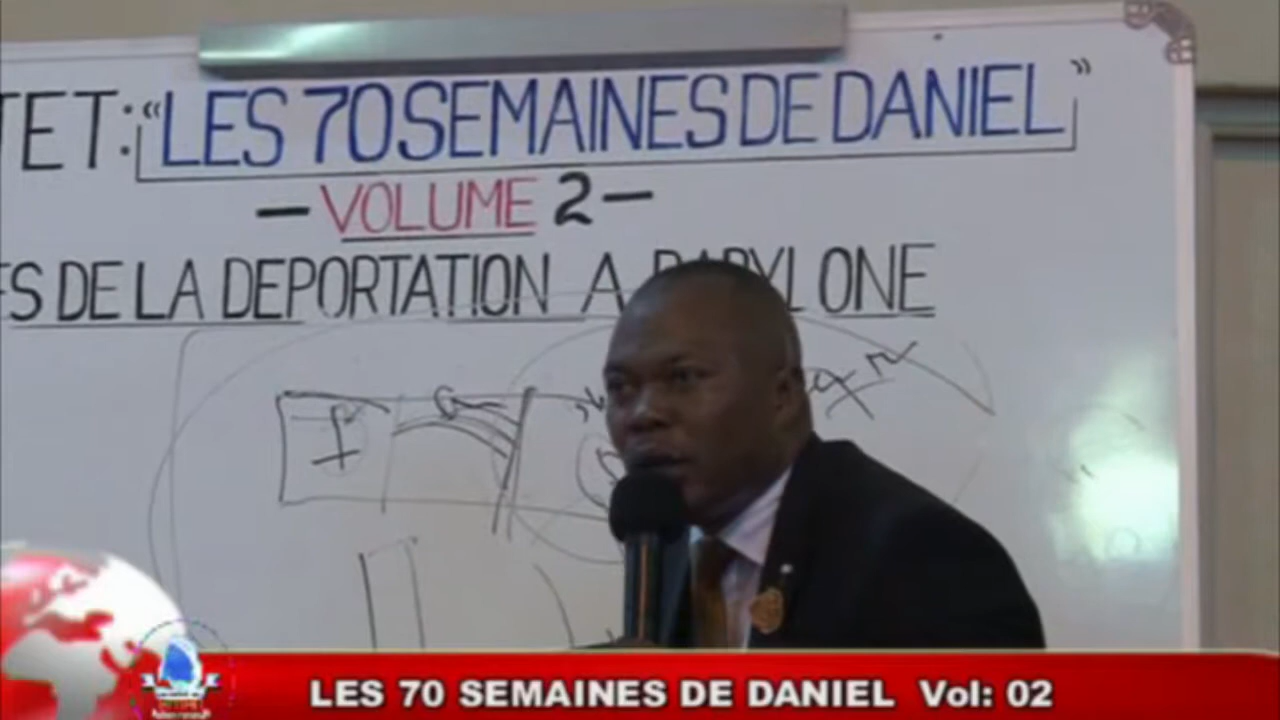 TET: “LES 70 SEMAINES DE DANIEL”
— VOLUME 2 —
ES DE LA DEPORTATION A BABYLONE
LES 70 SEMAINES DE DANIEL Vol: 02